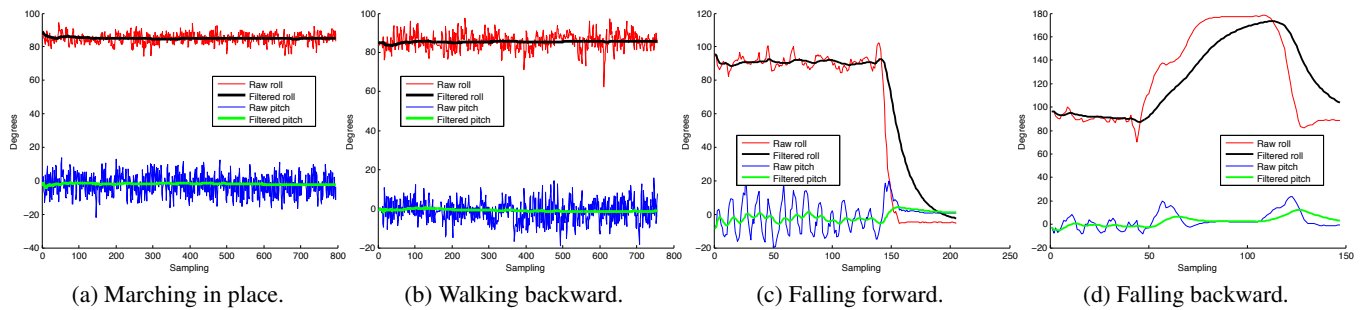 100
80
60
40
20
0
−20
−40
Degrees
0 100 200 300 400 500 600 700 800
Sampling
Raw roll
Filtered roll
Raw pitch
Filtered pitch
(a) Marching in place.
100
80
60
40
20
0
−20
Degrees
0 100 200 300 400 500 600 700 800
Sampling
Raw roll
Filtered roll
Raw pitch
Filtered pitch
(b) Walking backward.
120
100
80
60
40
20
0
−20
Degrees
0 50 100 150 200 250
Sampling
Raw roll
Filtered roll
Raw pitch
Filtered pitch
(c) Falling forward.
180
160
140
120
100
80
60
40
20
0
−20
Degrees
0 50 100 150
Sampling
Raw roll
Filtered roll
Raw pitch
Filtered pitch
(d) Falling backward.